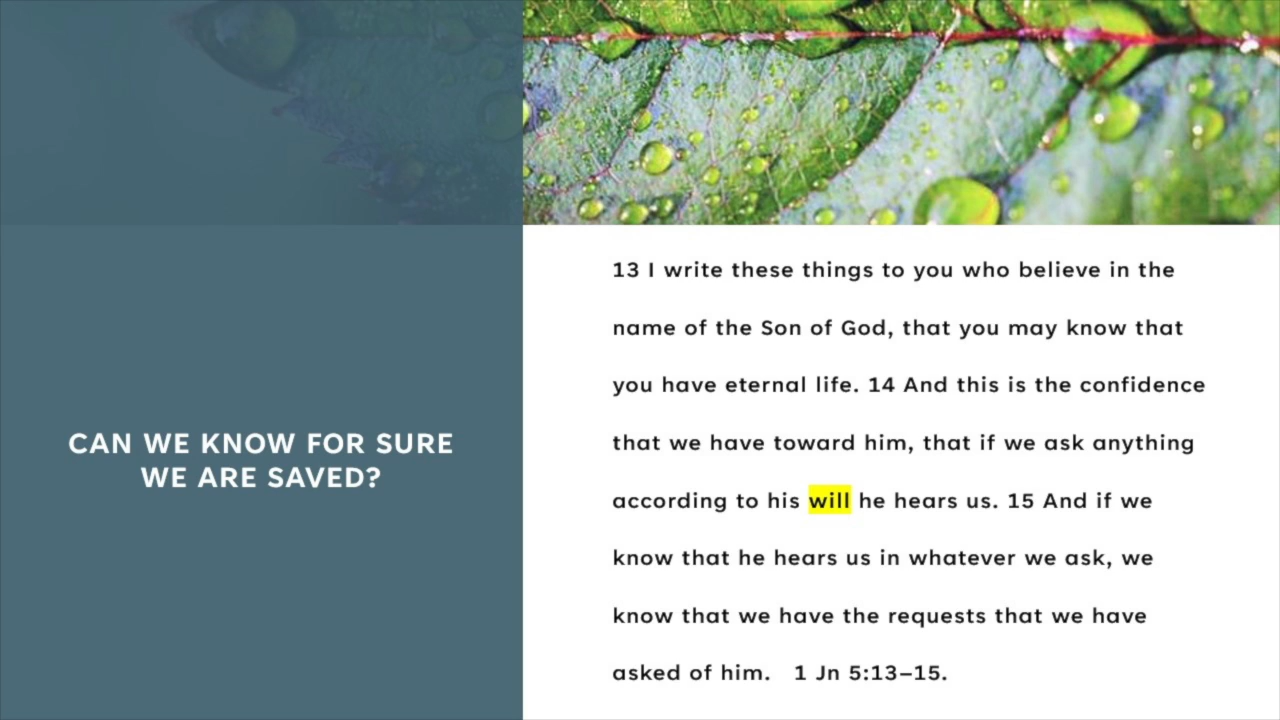 CAN WE KNOW FOR SURE
WE ARE SAVED?
13 I write these things to you who believe in the
name of the Son of God, that you may know that
you have eternal life. 14 And this is the confidence
that we have toward him, that if we ask anything
according to his will he hears us. 15 And if we
know that he hears us in whatever we ask, we
know that we have the requests that we have
asked of him. 1 Jn 5:13–15.